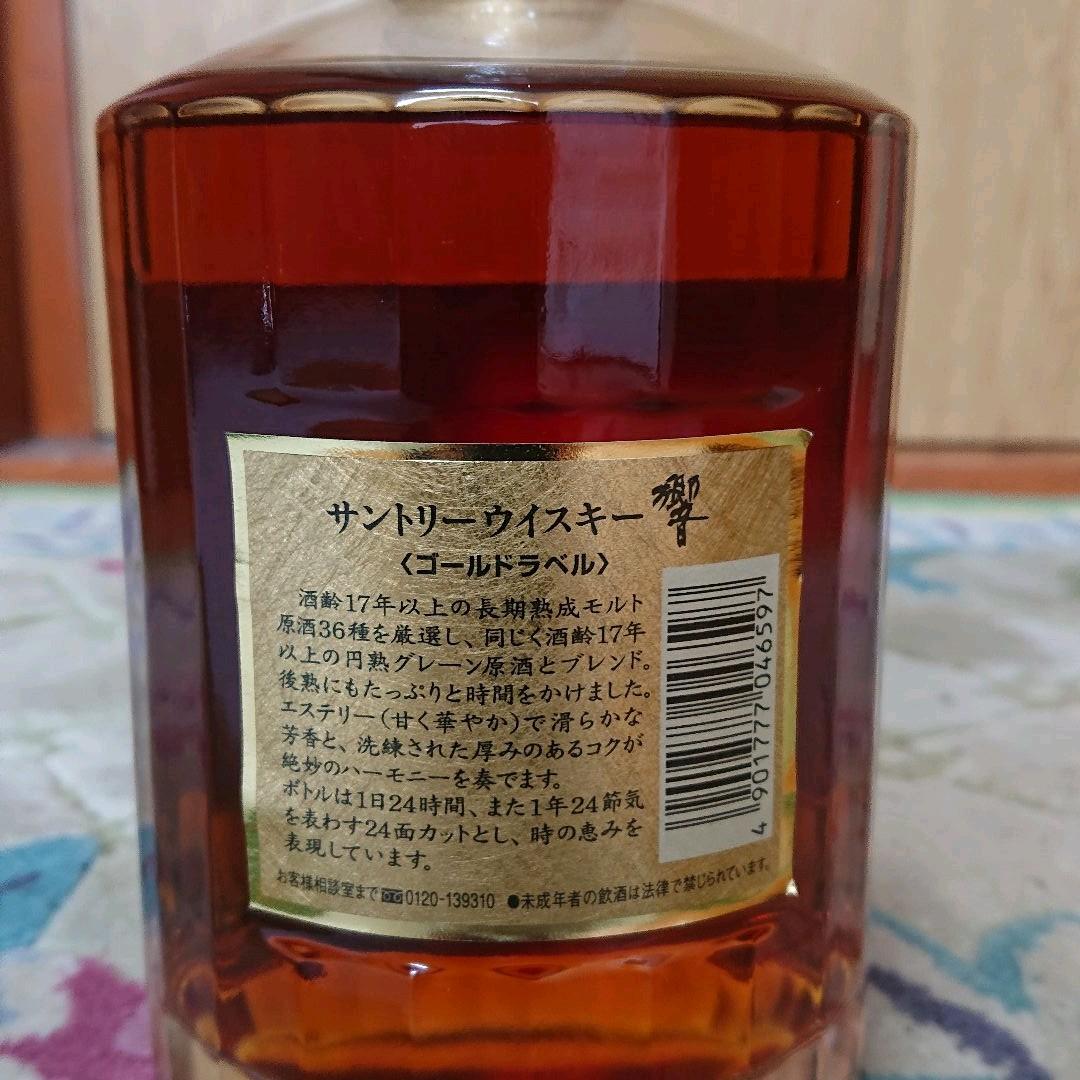 サントリーウイスキー 響
〈ゴールドラベル〉
酒齢17年以上の長期熟成モルト
原酒36種を厳選し、同じく酒齢17年
以上の円熟グレーン原酒とブレンド。
後熟にもたっぷりと時間をかけました。
エステリー(甘く華やか)で滑らかな
芳香と、洗練された厚みのあるコクが
絶妙のハーモニーを奏でます。
ボトルは1日24時間、また1年24節気
を表わす24面カットとし、時の恵みを
表現しています。
お客様相談室まで 0120-139310 ●未成年者の飲酒は法律で禁じられています。
4 901777 046597